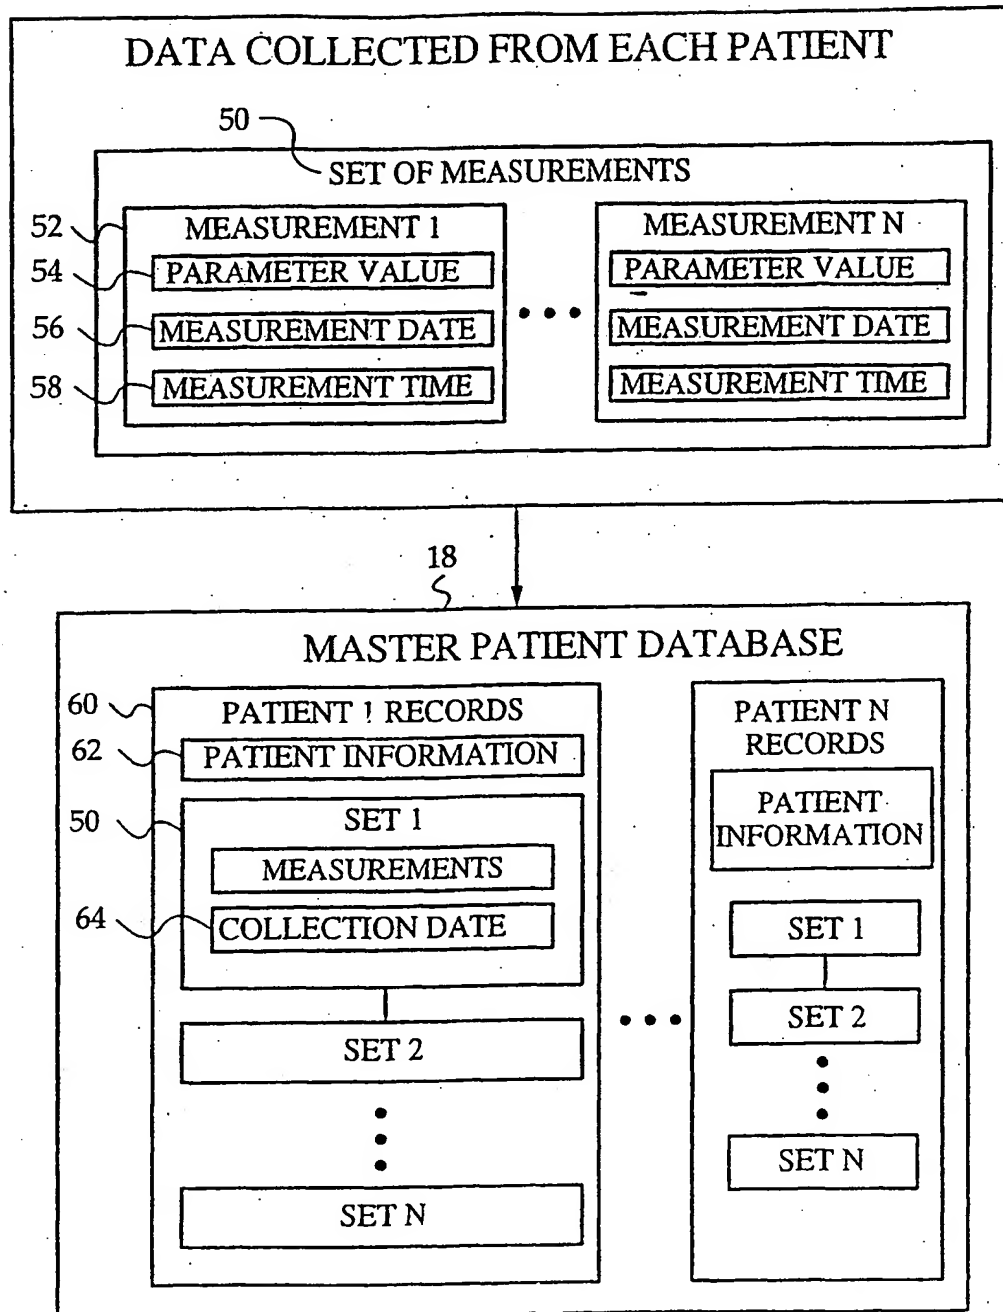 DATA COLLECTED FROM EACH PATIENT
50
SET OF MEASUREMENTS
52
MEASUREMENT 1
54
PARAMETER VALUE
56
MEASUREMENT DATE
58
MEASUREMENT TIME
MEASUREMENT N
PARAMETER VALUE
MEASUREMENT DATE
MEASUREMENT TIME
18
MASTER PATIENT DATABASE
60
PATIENT 1 RECORDS
62
PATIENT INFORMATION
50
SET 1
MEASUREMENTS
64
COLLECTION DATE
SET 2
SET N
PATIENT N
RECORDS
PATIENT
INFORMATION
SET 1
SET 2
SET N